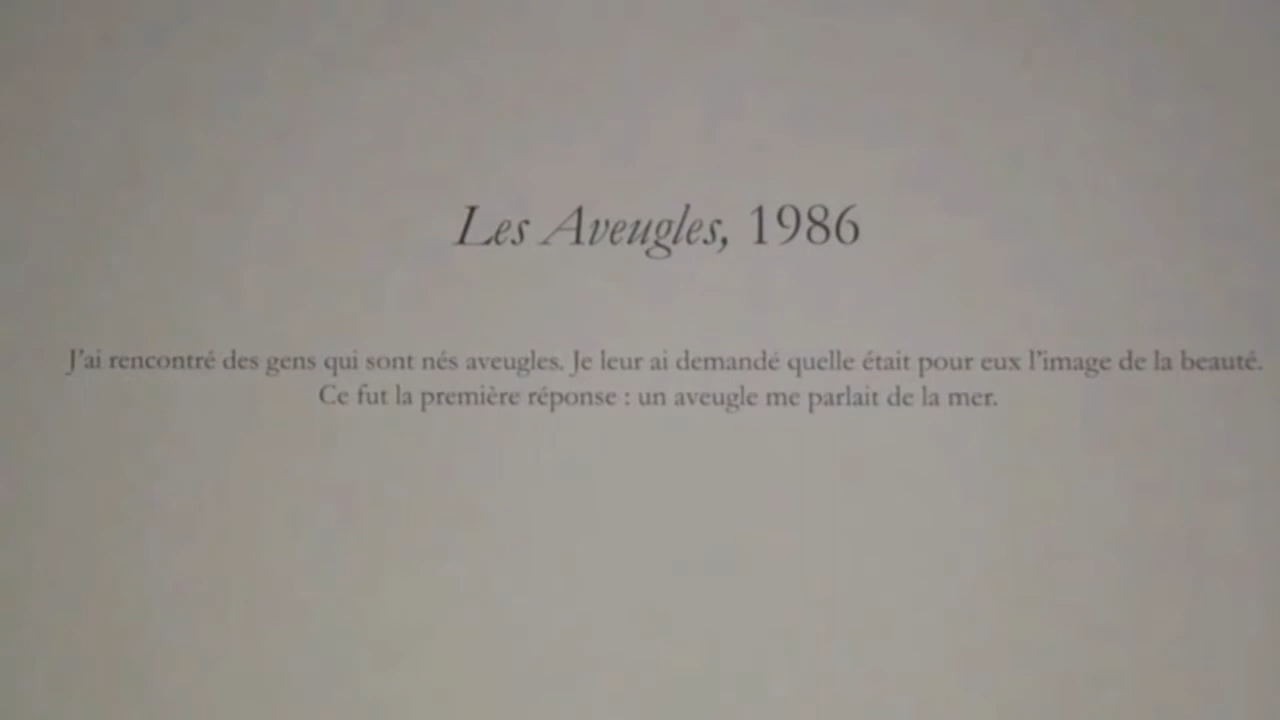 Les Aveugles, 1986
J'ai rencontré des gens qui sont nés aveugles. Je leur ai demandé quelle était pour eux l'image de la beauté.
Ce fut la première réponse : un aveugle me parlait de la mer.